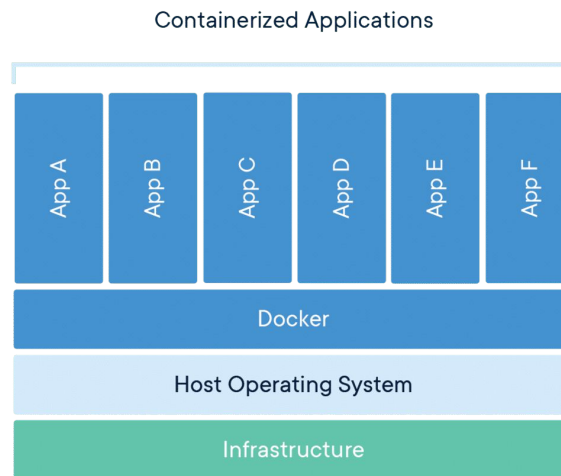 Containerized Applications
App A
App B
App C
App D
App E
App F
Docker
Host Operating System
Infrastructure